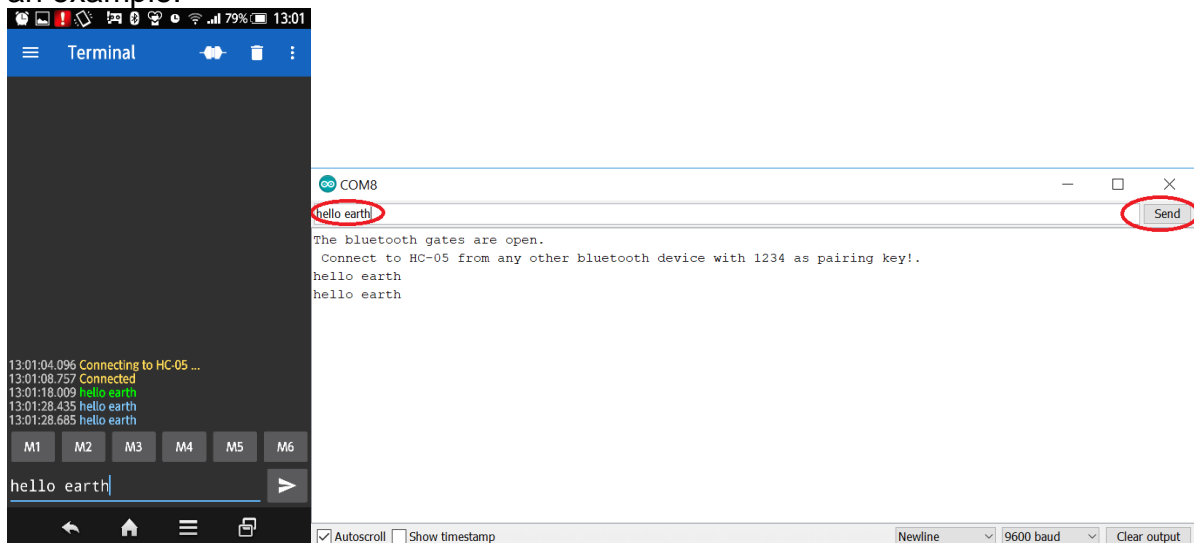 an example:
79% 13:01
Terminal
13:01:04.096 Connecting to HC-05 ...
13:01:08.757 Connected
13:01:18.009 hello earth
13:01:28.435 hello earth
13:01:28.685 hello earth
M1 M2 M3 M4 M5 M6
hello earth
COM8
hello earth
Send
The bluetooth gates are open.
Connect to HC-05 from any other bluetooth device with 1234 as pairing key!.
hello earth
hello earth
Autoscroll Show timestamp Newline 9600 baud Clear output